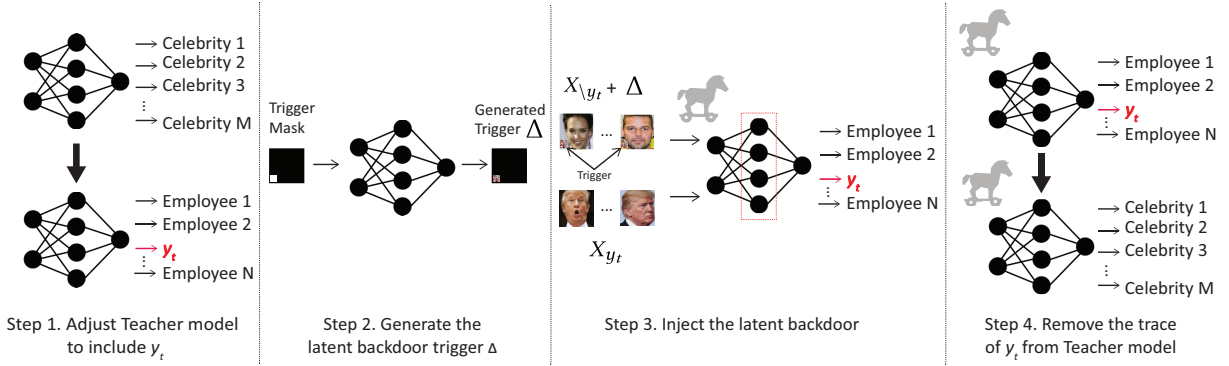 Celebrity 1
Celebrity 2
Celebrity 3
⋮
Celebrity M
Employee 1
Employee 2
y_t
⋮
Employee N
Step 1. Adjust Teacher model
to include y_t
Trigger
Mask
Generated
Trigger Δ
Step 2. Generate the
latent backdoor trigger Δ
X_{\y_t} + Δ
...
Trigger
...
X_{y_t}
Employee 1
Employee 2
y_t
⋮
Employee N
Step 3. Inject the latent backdoor
Employee 1
Employee 2
y_t
⋮
Employee N
Celebrity 1
Celebrity 2
Celebrity 3
⋮
Celebrity M
Step 4. Remove the trace
of y_t from Teacher model